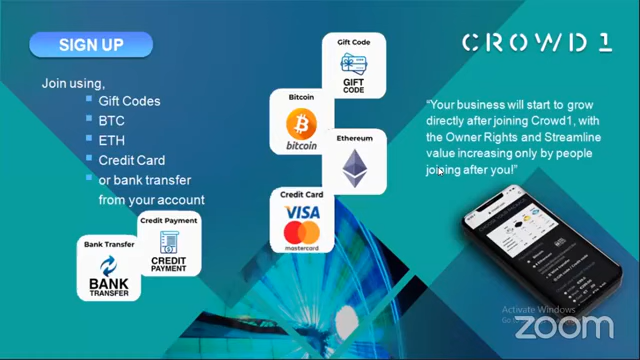 SIGN UP
CROWD 1
Join using,
Gift Codes
BTC
ETH
Credit Card
or bank transfer
from your account
Gift Code
GIFT
CODE
Bitcoin
bitcoin
Ethereum
Credit Card
VISA
mastercard
Credit Payment
CREDIT
PAYMENT
Bank Transfer
BANK
TRANSFER
“Your business will start to grow
directly after joining Crowd1, with
the Owner Rights and Streamline
value increasing only by people
joining after you!”
Activate Windows
zoom